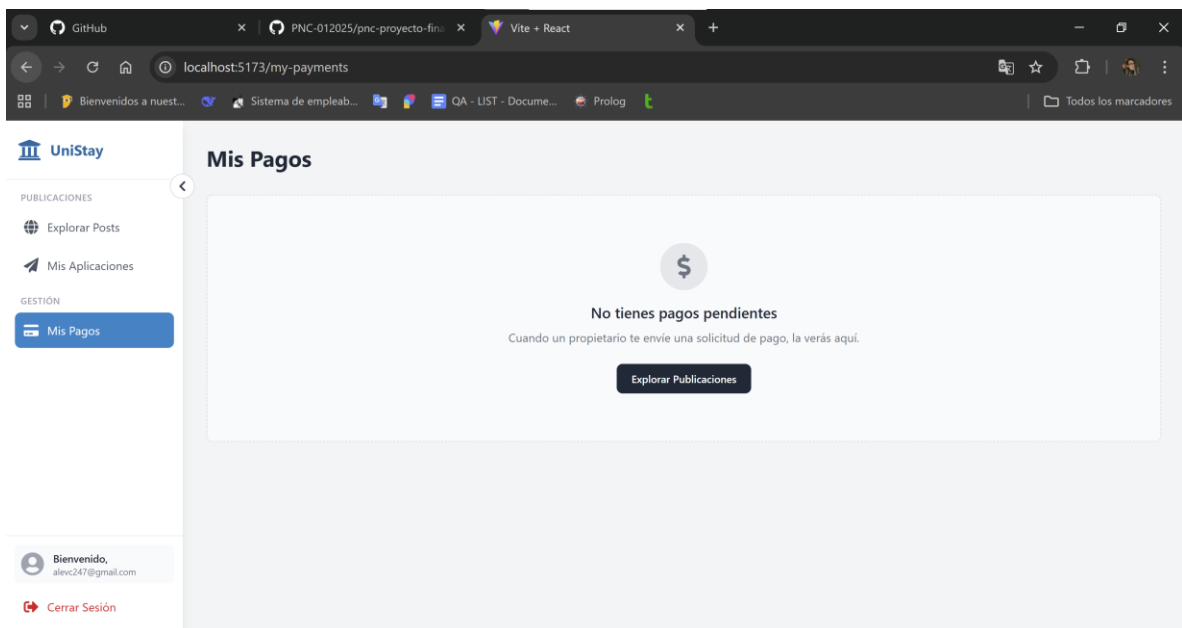 GitHub
PNC-012025/pnc-proyecto-fina
Vite + React
localhost:5173/my-payments
Bienvenidos a nuest...
Sistema de empleab...
QA - LIST - Docume...
Prolog
Todos los marcadores
UniStay
PUBLICACIONES
Explorar Posts
Mis Aplicaciones
GESTIÓN
Mis Pagos
Bienvenido,
alevc247@gmail.com
Cerrar Sesión
Mis Pagos
$
No tienes pagos pendientes
Cuando un propietario te envíe una solicitud de pago, la verás aquí.
Explorar Publicaciones